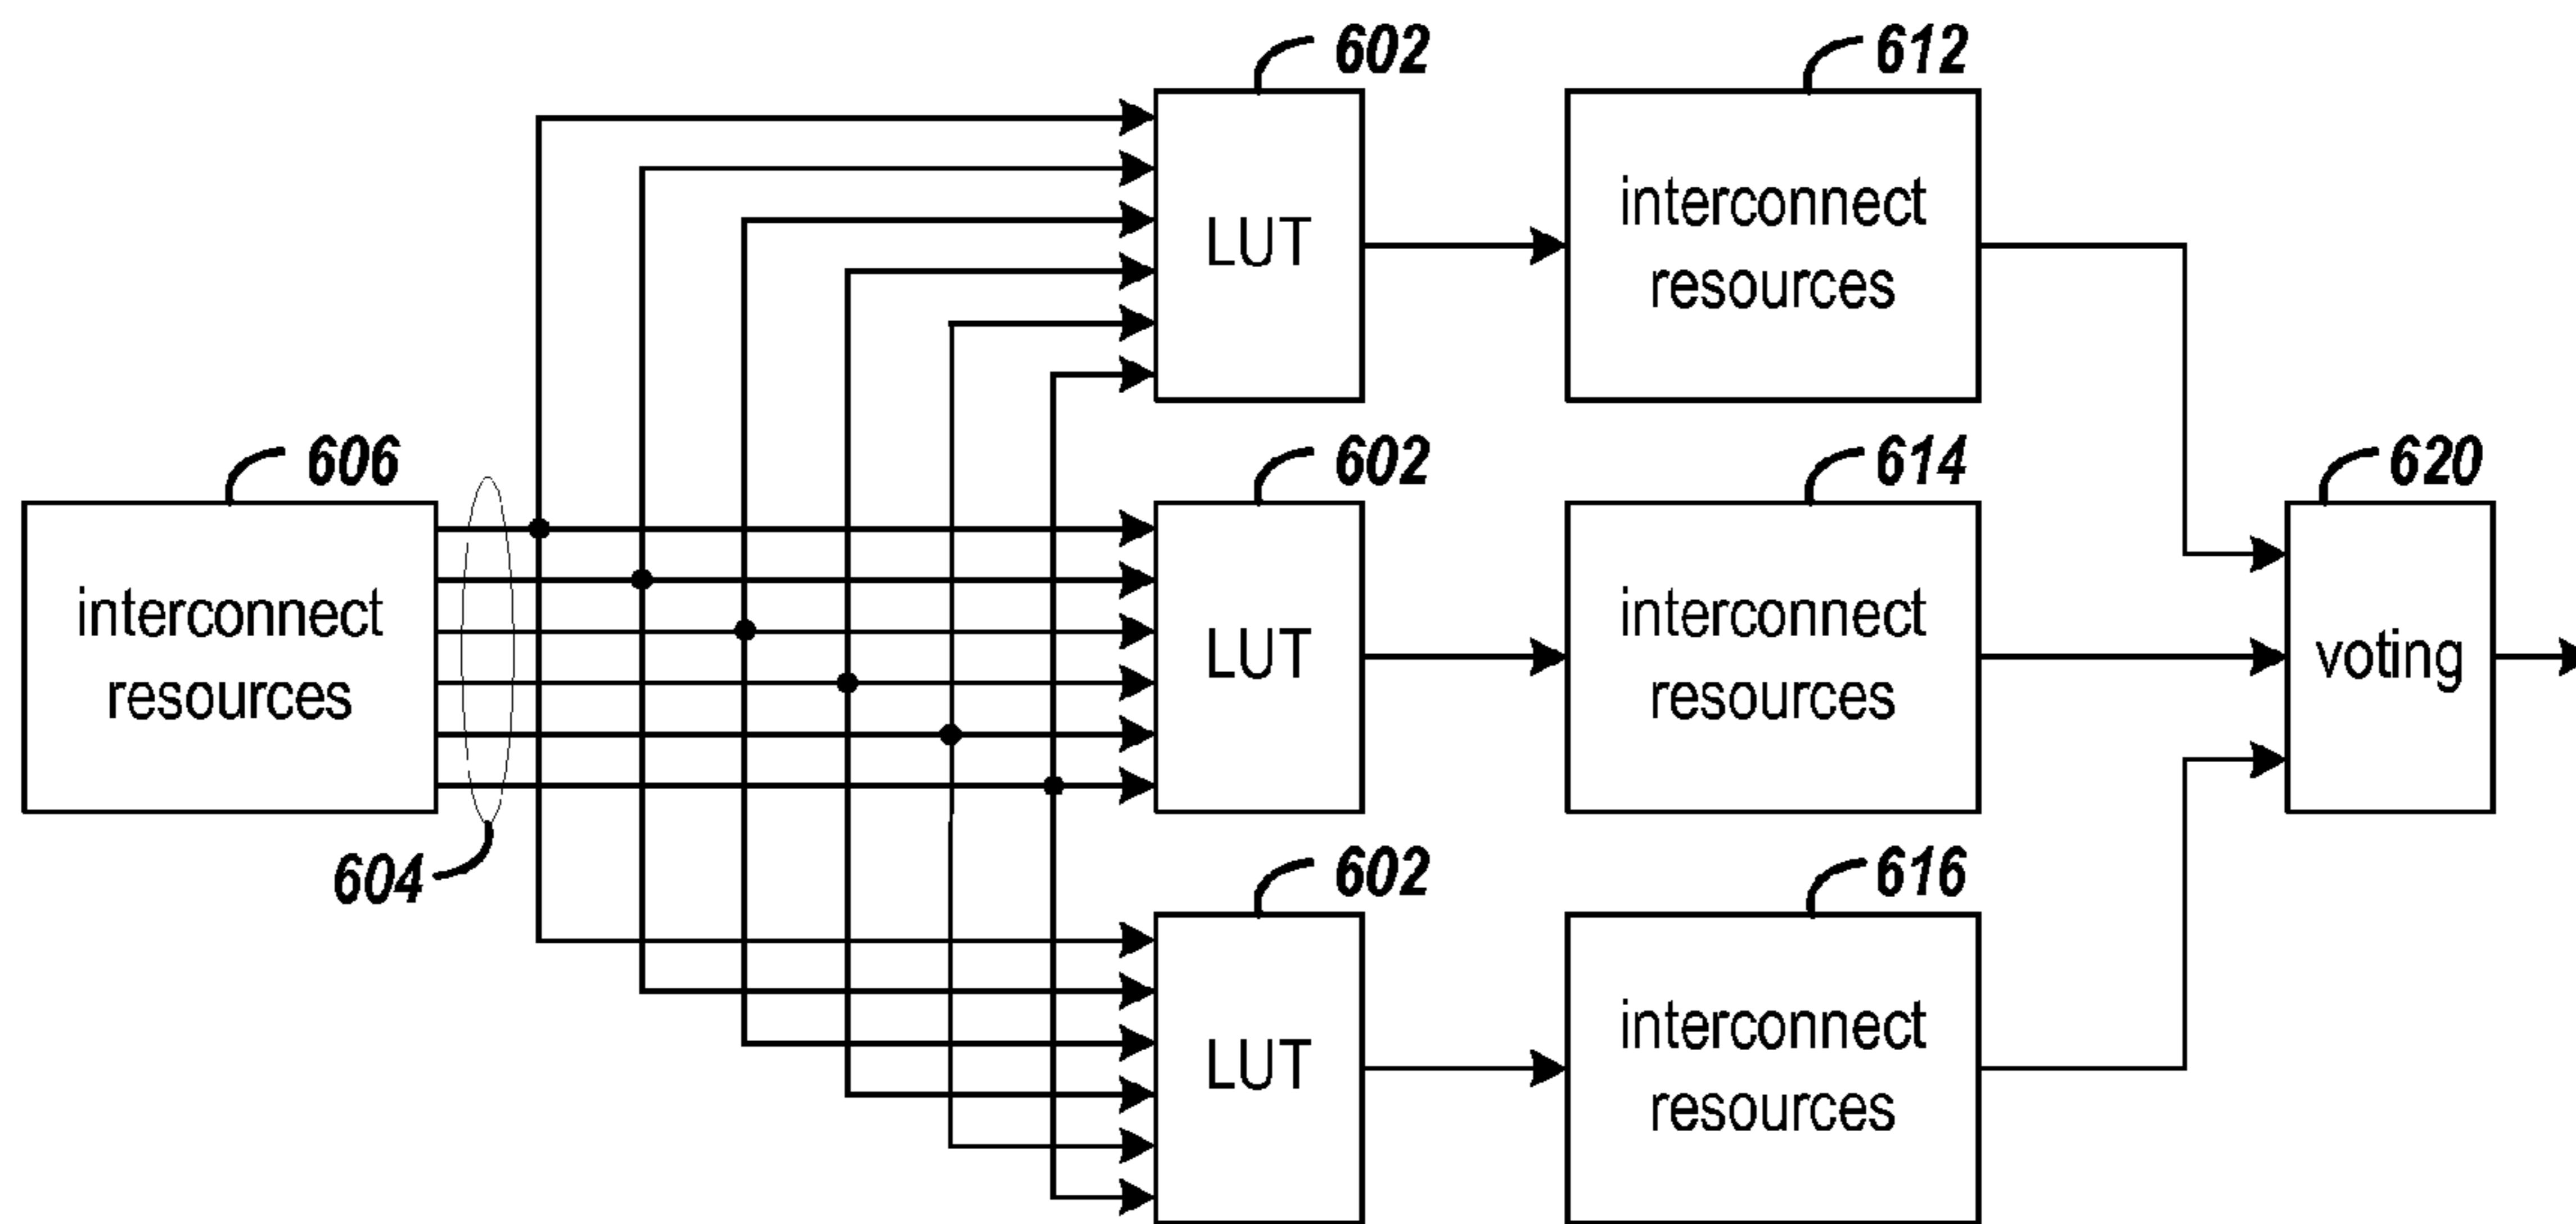 602
612
LUT
interconnect
resources
606
602
614
620
interconnect
resources
LUT
interconnect
resources
voting
604
602
616
LUT
interconnect
resources